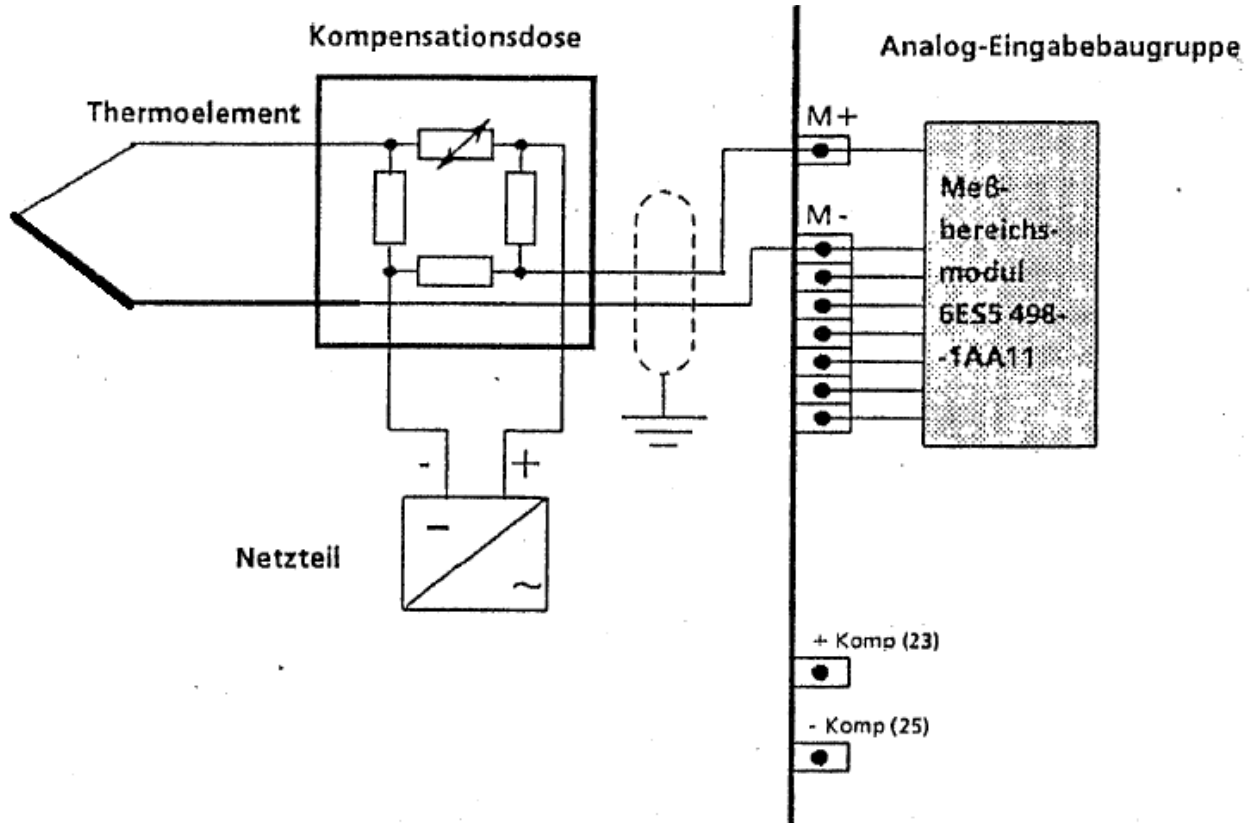 Kompensationsdose
Analog-Eingabebaugruppe
Thermoelement
M+
M-
Meß-
bereichs-
modul
6ES5 498-
-1AA11
- +
Netzteil
−
~
+ Komp (23)
- Komp (25)